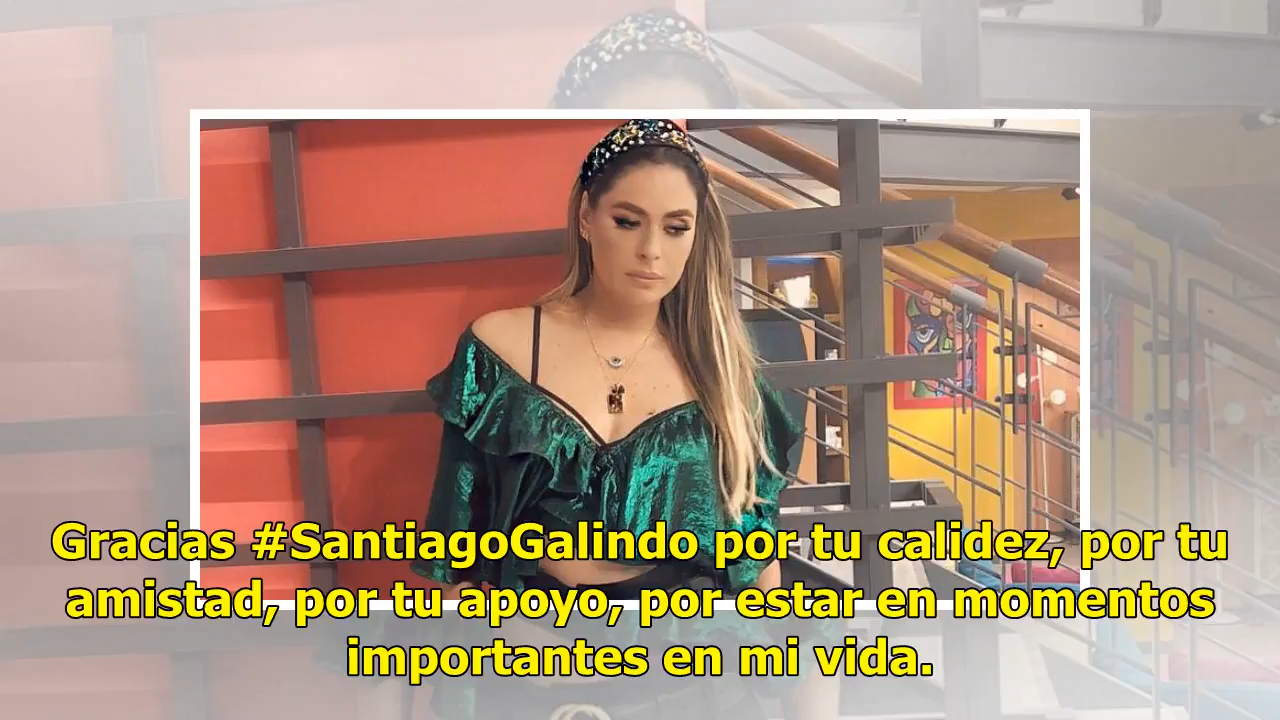 Gracias #SantiagoGalindo por tu calidez, por tu
amistad, por tu apoyo, por estar en momentos
importantes en mi vida.